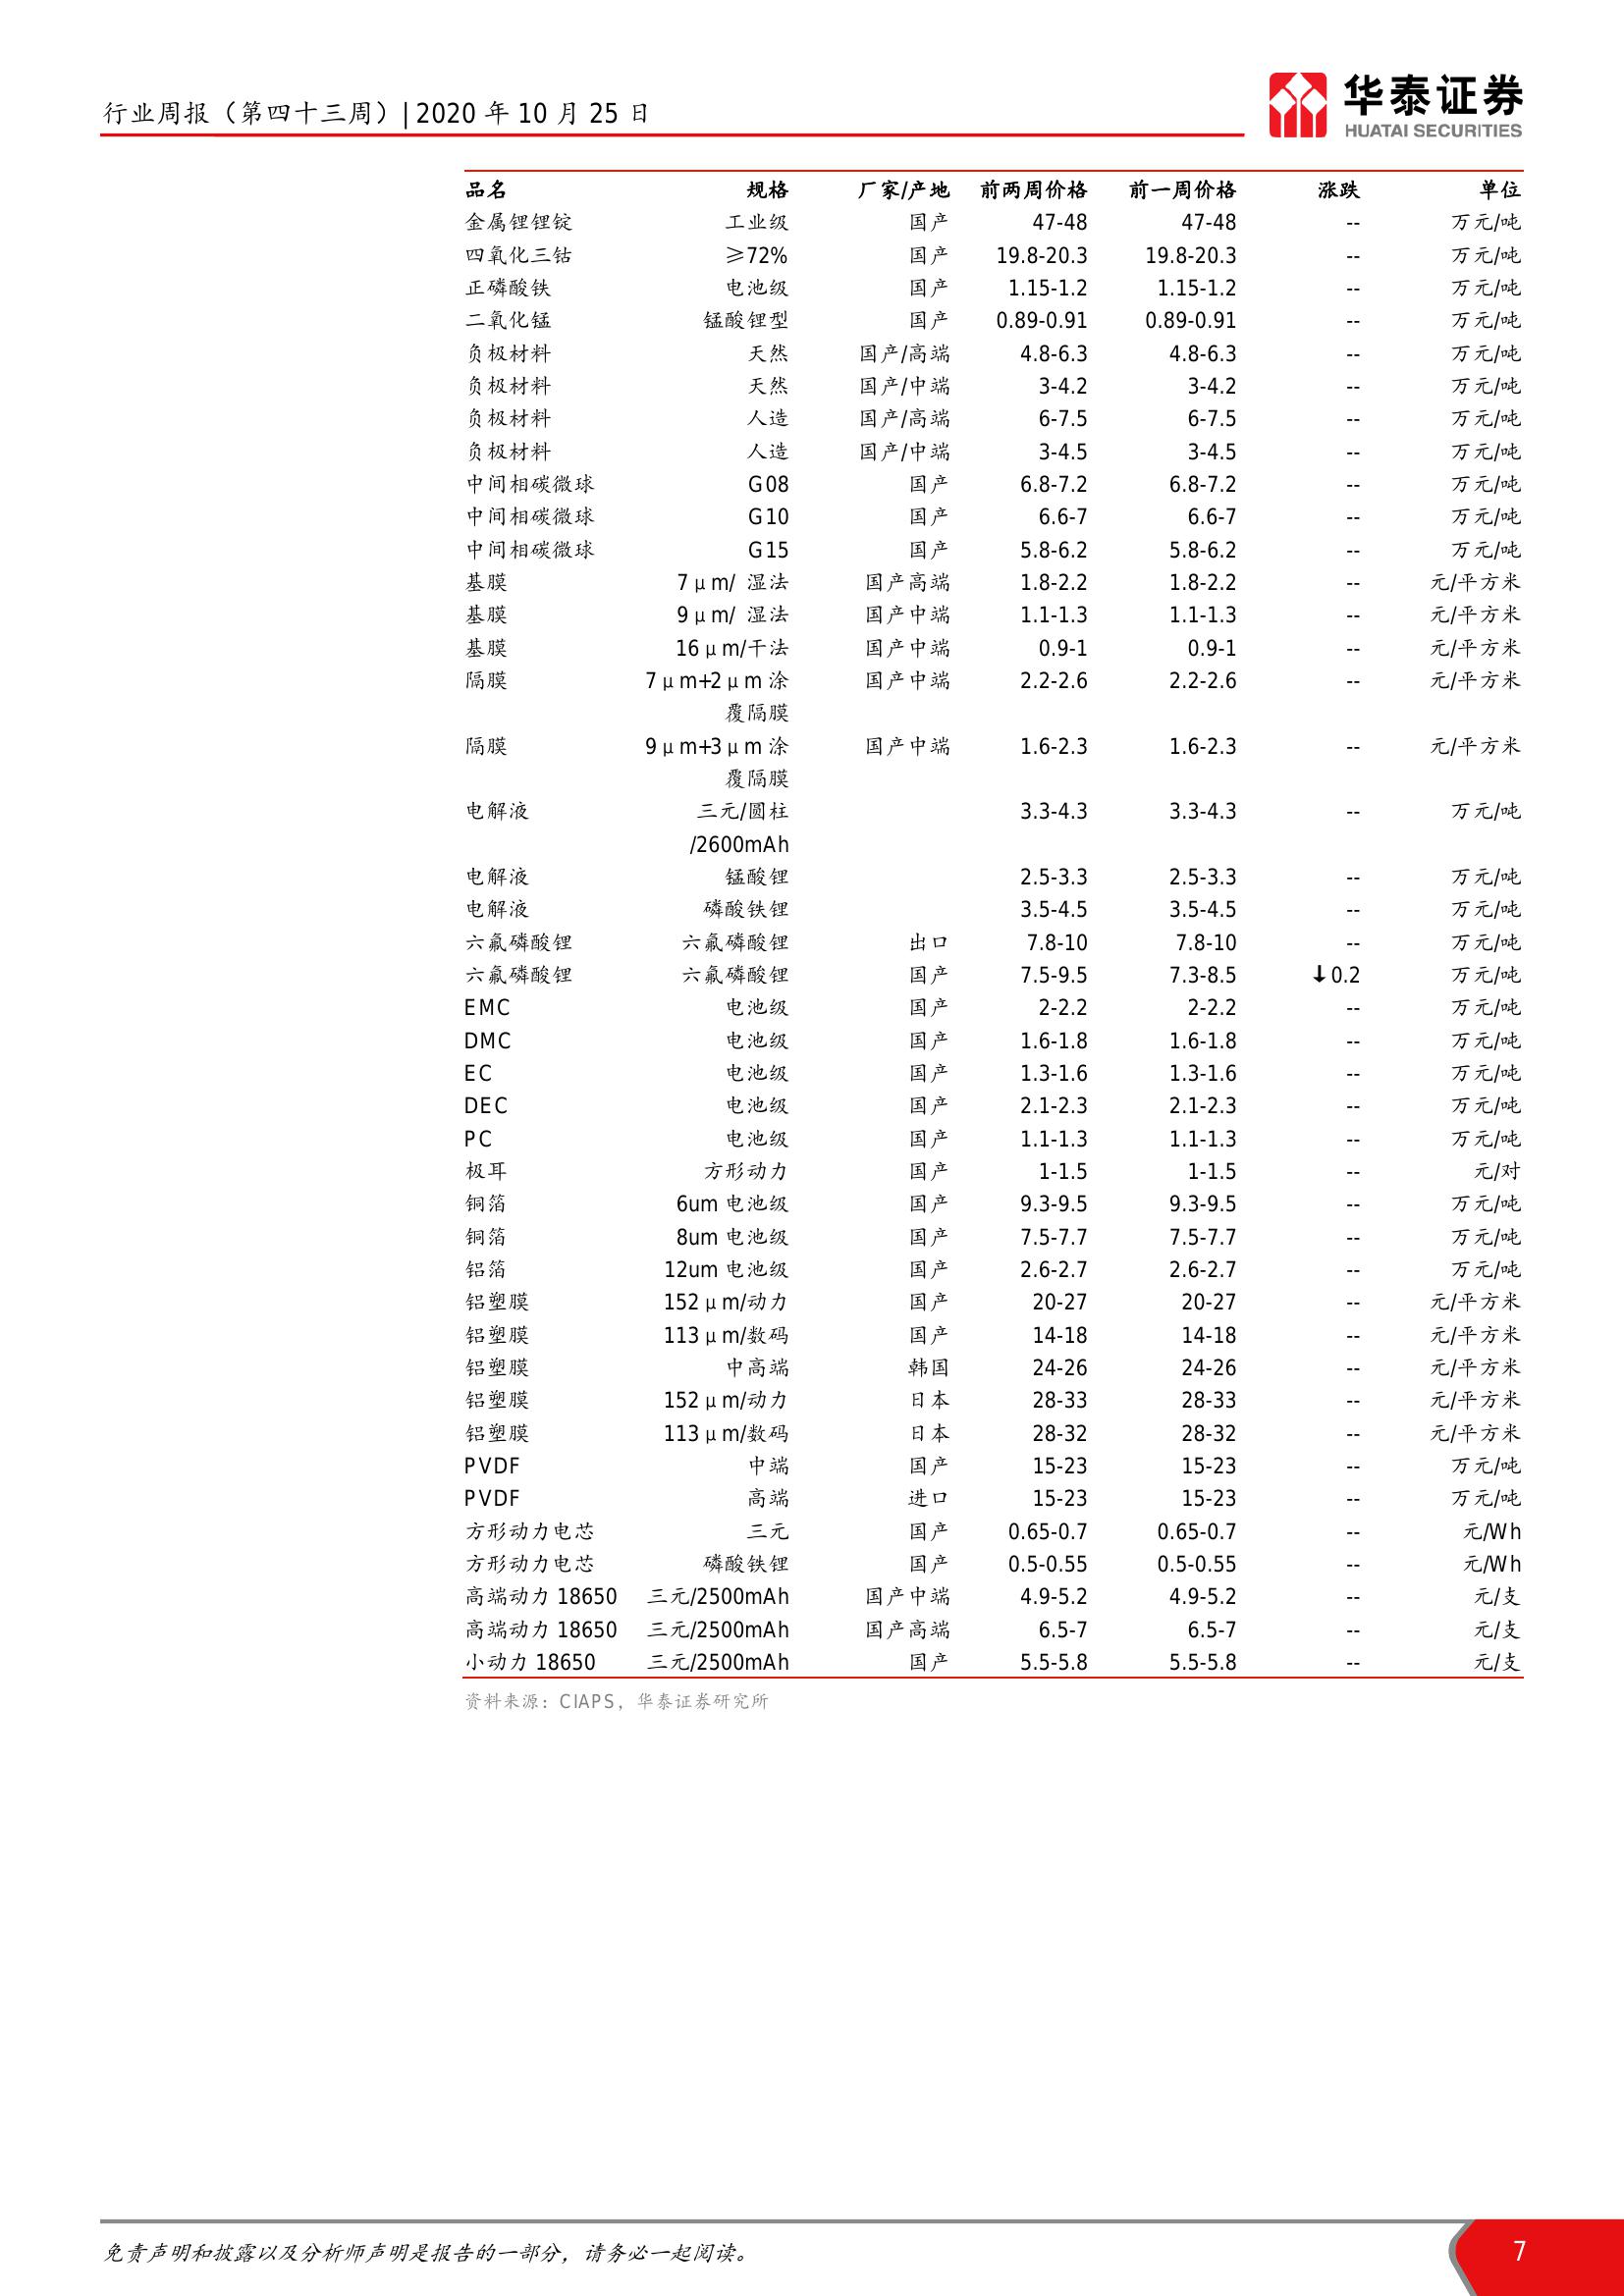 行业周报（第四十三周）| 2020 年 10 月 25 日
华泰证券
HUATAI SECURITIES
品名 规格 厂家/产地 前两周价格 前一周价格 涨跌 单位
金属锂锂锭 工业级 国产 47-48 47-48 -- 万元/吨
四氧化三钴 ≥72% 国产 19.8-20.3 19.8-20.3 -- 万元/吨
正磷酸铁 电池级 国产 1.15-1.2 1.15-1.2 -- 万元/吨
二氧化锰 锰酸锂型 国产 0.89-0.91 0.89-0.91 -- 万元/吨
负极材料 天然 国产/高端 4.8-6.3 4.8-6.3 -- 万元/吨
负极材料 天然 国产/中端 3-4.2 3-4.2 -- 万元/吨
负极材料 人造 国产/高端 6-7.5 6-7.5 -- 万元/吨
负极材料 人造 国产/中端 3-4.5 3-4.5 -- 万元/吨
中间相碳微球 G08 国产 6.8-7.2 6.8-7.2 -- 万元/吨
中间相碳微球 G10 国产 6.6-7 6.6-7 -- 万元/吨
中间相碳微球 G15 国产 5.8-6.2 5.8-6.2 -- 万元/吨
基膜 7μm/ 湿法 国产高端 1.8-2.2 1.8-2.2 -- 元/平方米
基膜 9μm/ 湿法 国产中端 1.1-1.3 1.1-1.3 -- 元/平方米
基膜 16μm/干法 国产中端 0.9-1 0.9-1 -- 元/平方米
隔膜 7μm+2μm 涂 国产中端 2.2-2.6 2.2-2.6 -- 元/平方米
覆隔膜
隔膜 9μm+3μm 涂 国产中端 1.6-2.3 1.6-2.3 -- 元/平方米
覆隔膜
电解液 三元/圆柱 3.3-4.3 3.3-4.3 -- 万元/吨
/2600mAh
电解液 锰酸锂 2.5-3.3 2.5-3.3 -- 万元/吨
电解液 磷酸铁锂 3.5-4.5 3.5-4.5 -- 万元/吨
六氟磷酸锂 六氟磷酸锂 出口 7.8-10 7.8-10 -- 万元/吨
六氟磷酸锂 六氟磷酸锂 国产 7.5-9.5 7.3-8.5 ↓0.2 万元/吨
EMC 电池级 国产 2-2.2 2-2.2 -- 万元/吨
DMC 电池级 国产 1.6-1.8 1.6-1.8 -- 万元/吨
EC 电池级 国产 1.3-1.6 1.3-1.6 -- 万元/吨
DEC 电池级 国产 2.1-2.3 2.1-2.3 -- 万元/吨
PC 电池级 国产 1.1-1.3 1.1-1.3 -- 万元/吨
极耳 方形动力 国产 1-1.5 1-1.5 -- 元/对
铜箔 6um 电池级 国产 9.3-9.5 9.3-9.5 -- 万元/吨
铜箔 8um 电池级 国产 7.5-7.7 7.5-7.7 -- 万元/吨
铝箔 12um 电池级 国产 2.6-2.7 2.6-2.7 -- 万元/吨
铝塑膜 152μm/动力 国产 20-27 20-27 -- 元/平方米
铝塑膜 113μm/数码 国产 14-18 14-18 -- 元/平方米
铝塑膜 中高端 韩国 24-26 24-26 -- 元/平方米
铝塑膜 152μm/动力 日本 28-33 28-33 -- 元/平方米
铝塑膜 113μm/数码 日本 28-32 28-32 -- 元/平方米
PVDF 中端 国产 15-23 15-23 -- 万元/吨
PVDF 高端 进口 15-23 15-23 -- 万元/吨
方形动力电芯 三元 国产 0.65-0.7 0.65-0.7 -- 元/Wh
方形动力电芯 磷酸铁锂 国产 0.5-0.55 0.5-0.55 -- 元/Wh
高端动力 18650 三元/2500mAh 国产中端 4.9-5.2 4.9-5.2 -- 元/支
高端动力 18650 三元/2500mAh 国产高端 6.5-7 6.5-7 -- 元/支
小动力 18650 三元/2500mAh 国产 5.5-5.8 5.5-5.8 -- 元/支
资料来源：CIAPS，华泰证券研究所
免责声明和披露以及分析师声明是报告的一部分，请务必一起阅读。 7